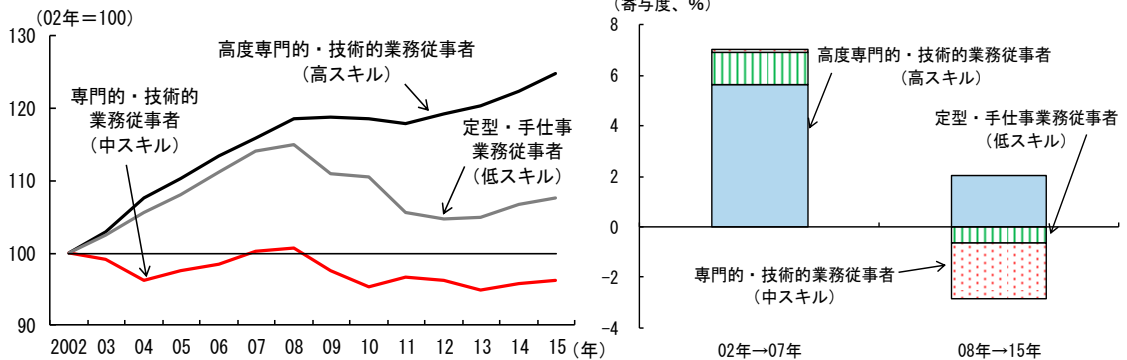 （02年＝100）
130
120
110
100
90
高度専門的・技術的業務従事者
（高スキル）
専門的・技術的
業務従事者
（中スキル）
定型・手仕事
業務従事者
（低スキル）
2002 03 04 05 06 07 08 09 10 11 12 13 14 15 （年）
（寄与度、％）
8
6
4
2
0
−2
−4
高度専門的・技術的業務従事者
（高スキル）
定型・手仕事業務従事者
（低スキル）
専門的・技術的業務従事者
（中スキル）
02年→07年 08年→15年